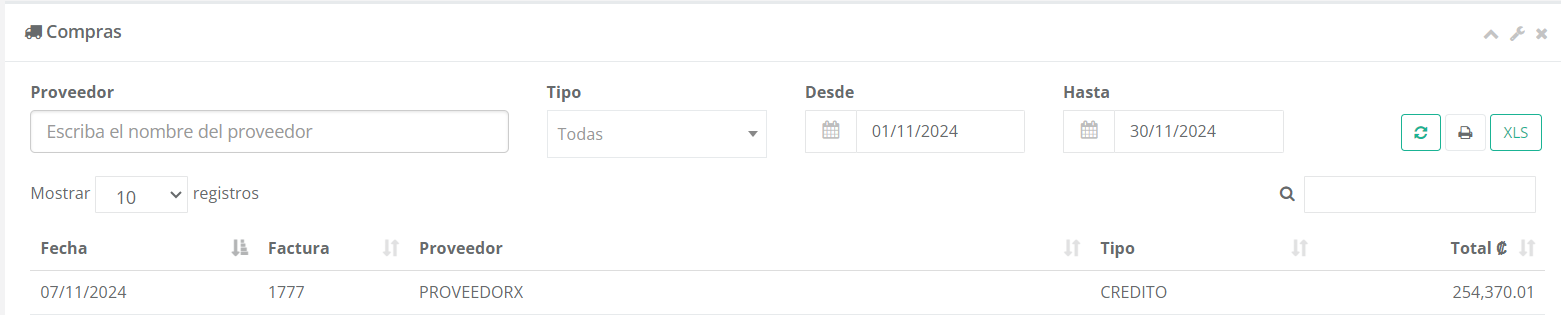 Compras
Proveedor Tipo Desde Hasta
Escriba el nombre del proveedor Todas 01/11/2024 30/11/2024 XLS
Mostrar 10 registros
Fecha Factura Proveedor Tipo Total ₡
07/11/2024 1777 PROVEEDORX CREDITO 254,370.01